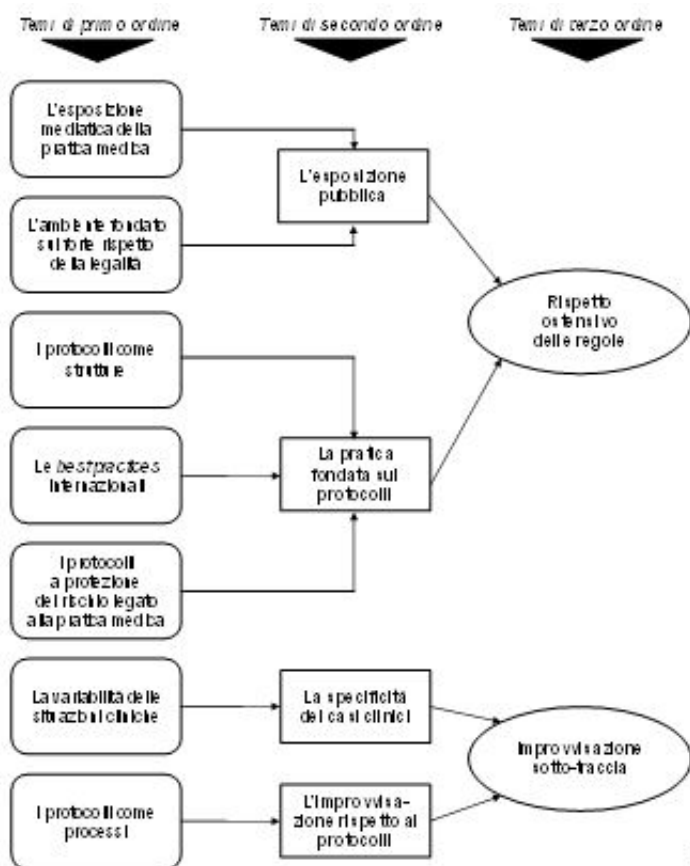 Temi di primo ordine
Temi di secondo ordine
Temi di terzo ordine
L'esposizione
mediatica della
pratica medica
L'esposizione
pubblica
L'ambiente fondato
sul forte rispetto
della legalità
Rispetto
ostensivo
delle regole
I protocolli come
strutture
Le best practices
internazionali
La pratica
fondata sui
protocolli
I protocolli
a protezione
del rischio legato
alla pratica medica
La variabilità delle
situazioni cliniche
La specificità
dei casi clinici
Improvvisazione
sotto-traccia
I protocolli come
processi
L'improvvisa-
zione rispetto ai
protocolli